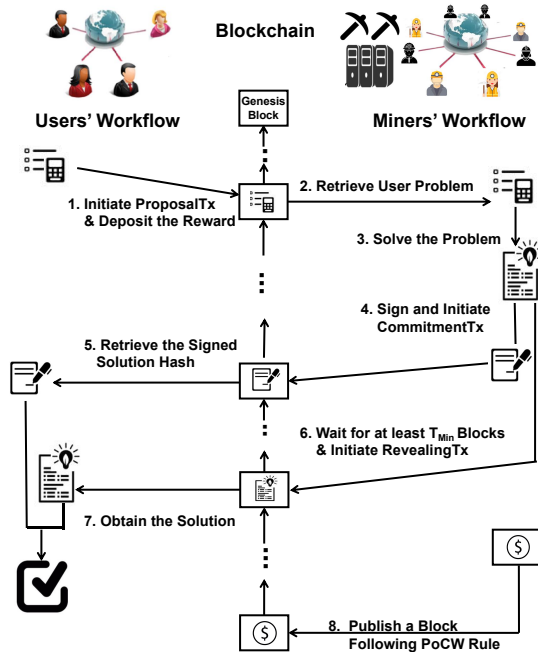 Blockchain
Users' Workflow
Miners' Workflow
Genesis
Block
1. Initiate ProposalTx
& Deposit the Reward
2. Retrieve User Problem
3. Solve the Problem
4. Sign and Initiate
CommitmentTx
5. Retrieve the Signed
Solution Hash
6. Wait for at least TMin Blocks
& Initiate RevealingTx
7. Obtain the Solution
8. Publish a Block
Following PoCW Rule
$
$